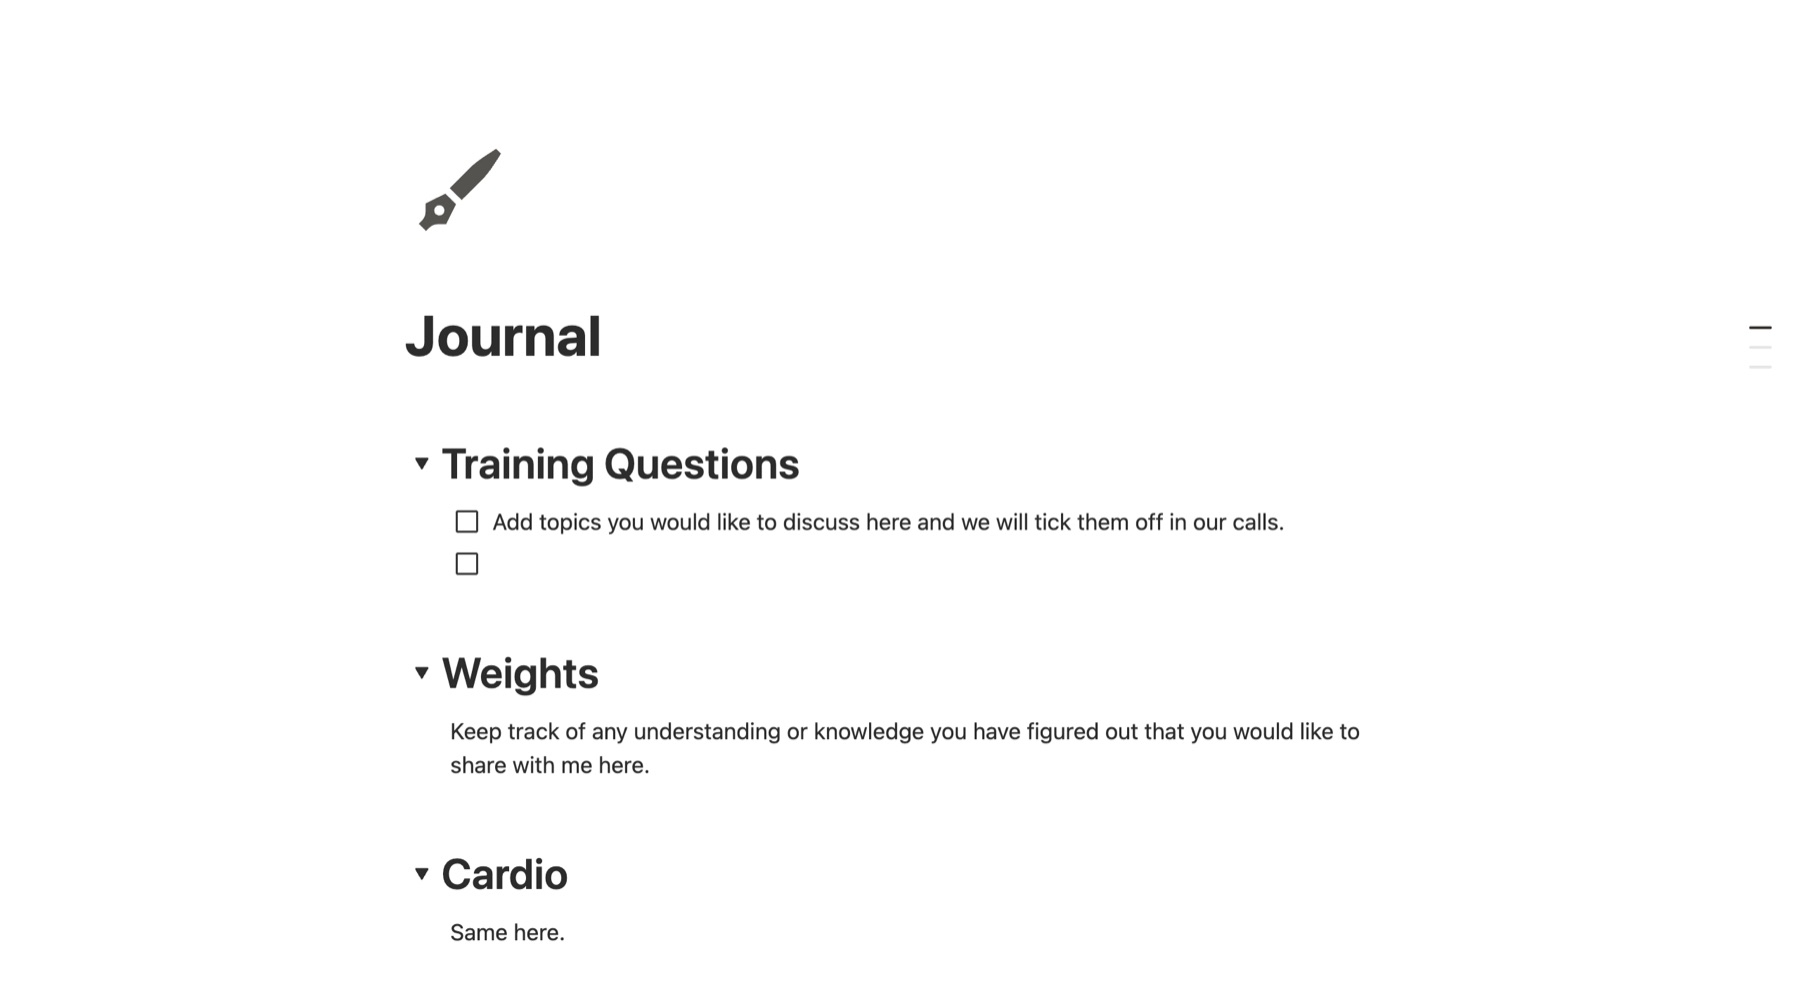 Journal
Training Questions
Add topics you would like to discuss here and we will tick them off in our calls.
Weights
Keep track of any understanding or knowledge you have figured out that you would like to
share with me here.
Cardio
Same here.